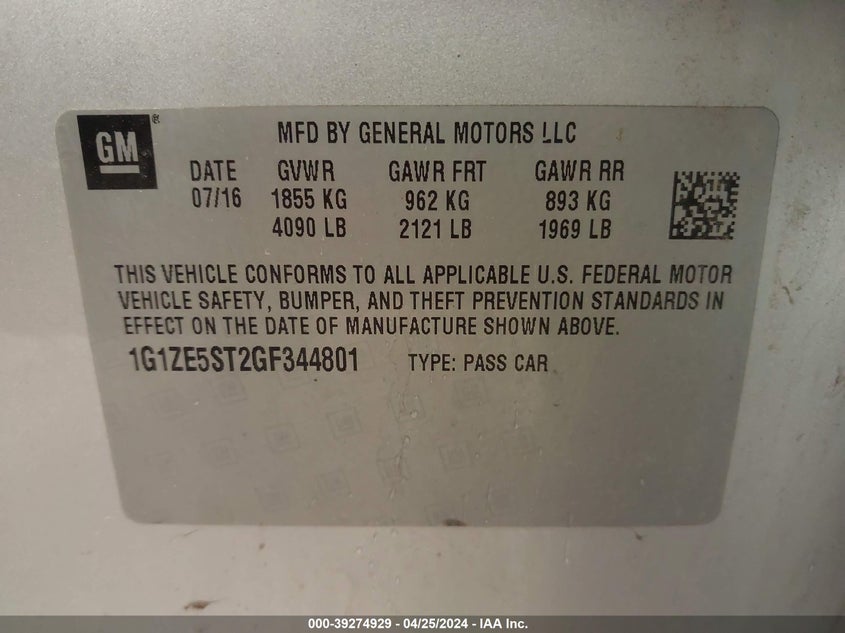 GM®
MFD BY GENERAL MOTORS LLC
DATE GVWR GAWR FRT GAWR RR
07/16 1855 KG 962 KG 893 KG
4090 LB 2121 LB 1969 LB
THIS VEHICLE CONFORMS TO ALL APPLICABLE U.S. FEDERAL MOTOR
VEHICLE SAFETY, BUMPER, AND THEFT PREVENTION STANDARDS IN
EFFECT ON THE DATE OF MANUFACTURE SHOWN ABOVE.
1G1ZE5ST2GF344801 TYPE: PASS CAR
000-39274929 - 04/25/2024 - IAA Inc.